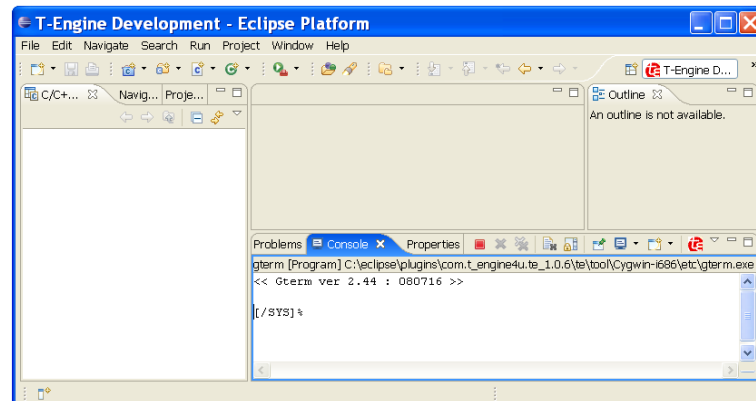 T-Engine Development - Eclipse Platform
File Edit Navigate Search Run Project Window Help
T-Engine D... »
C/C+... Navig... Proje...
Outline
An outline is not available.
Problems Console Properties
gterm [Program] C:\eclipse\plugins\com.t_engine4u.te_1.0.6\te\tool\Cygwin-i686\etc\gterm.exe
<< Gterm ver 2.44 : 080716 >>
[/SYS]%